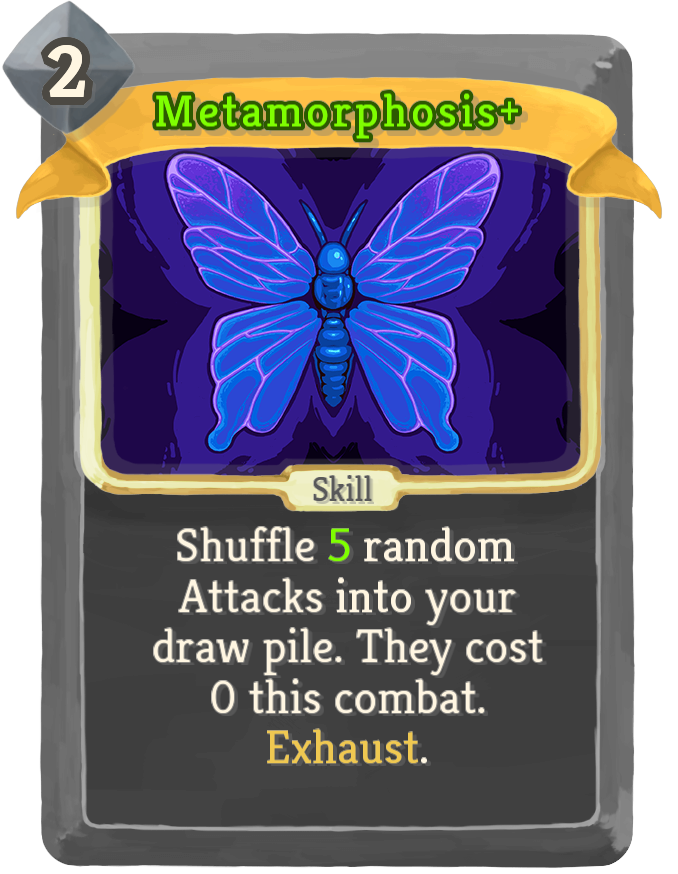 2
Metamorphosis+
Skill
Shuffle 5 random
Attacks into your
draw pile. They cost
0 this combat.
Exhaust.